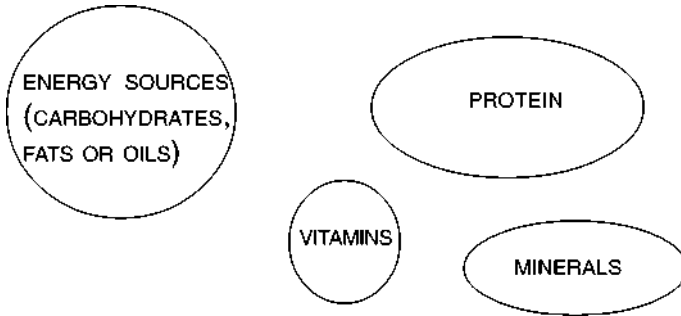 ENERGY SOURCES
(CARBOHYDRATES,
FATS OR OILS)
PROTEIN
VITAMINS
MINERALS